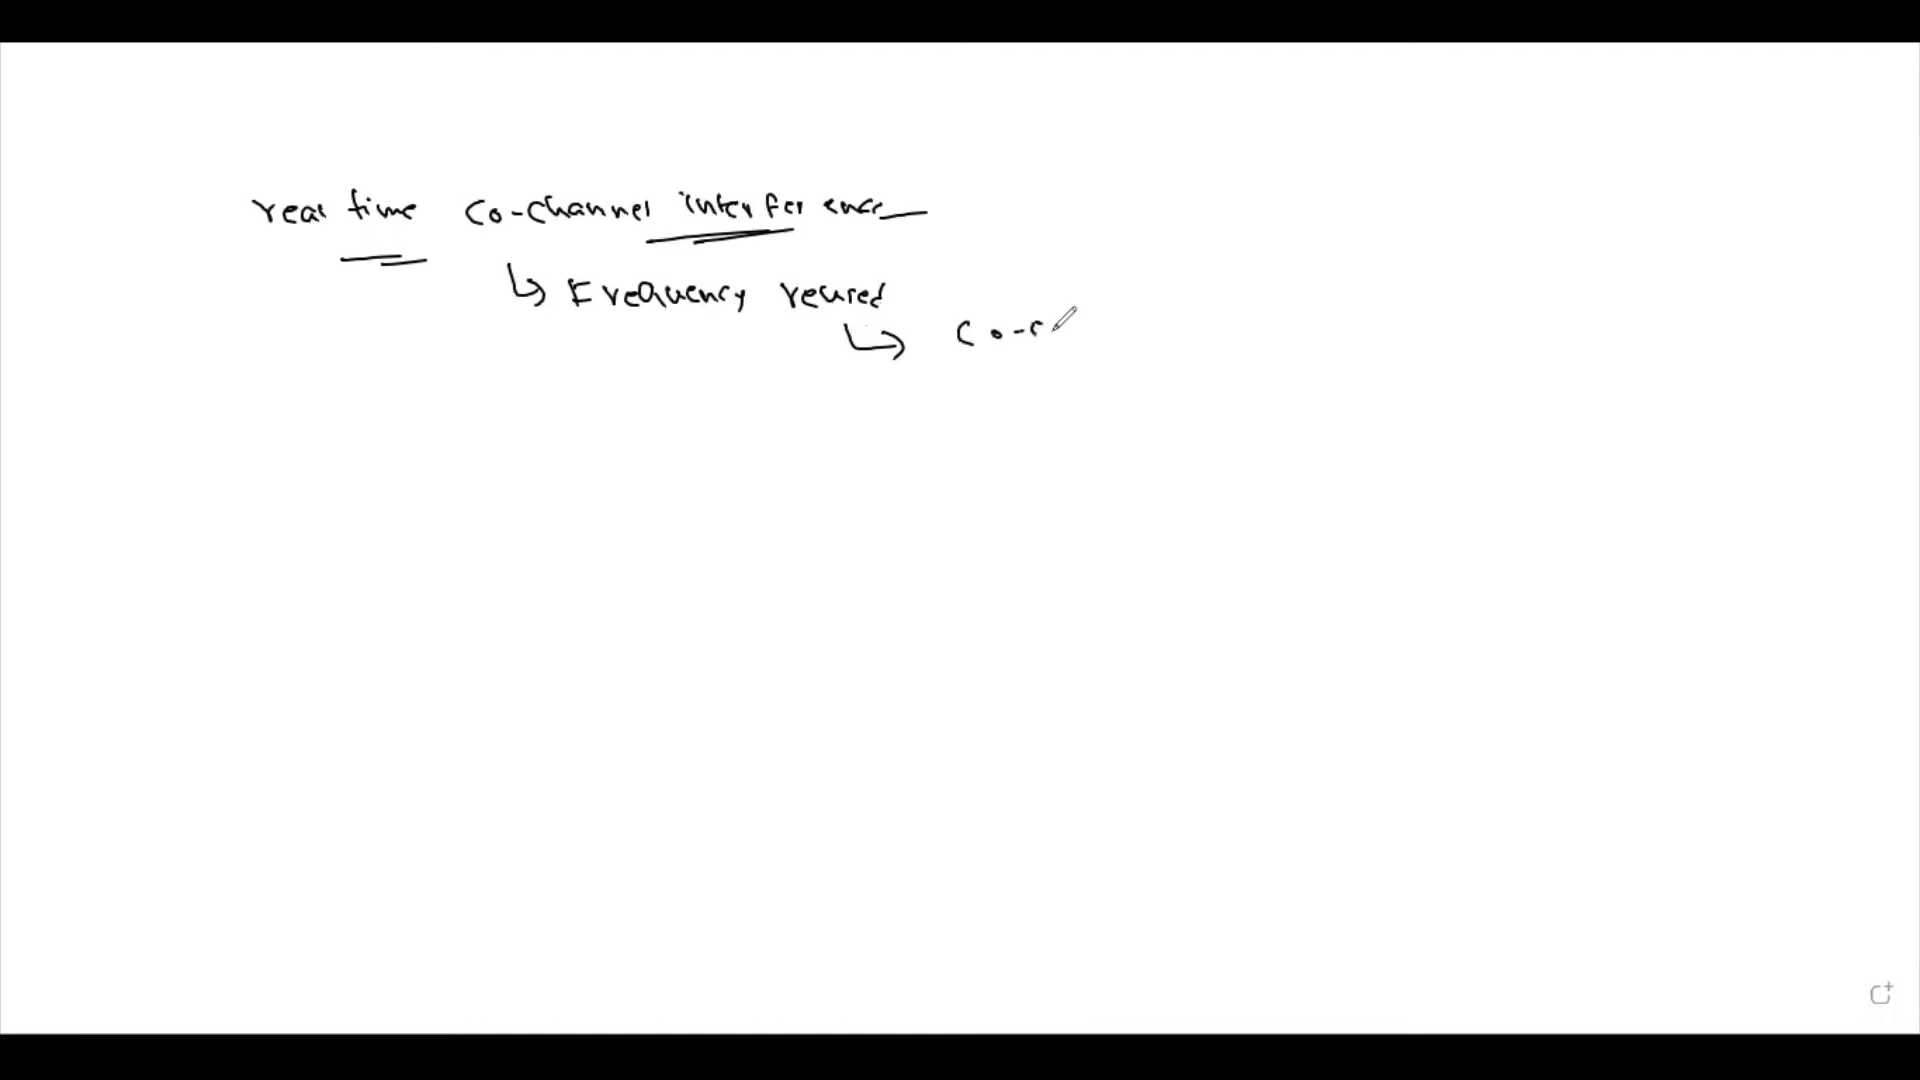 real time co-channel interference
↳ Frequency reused
↳ co-c